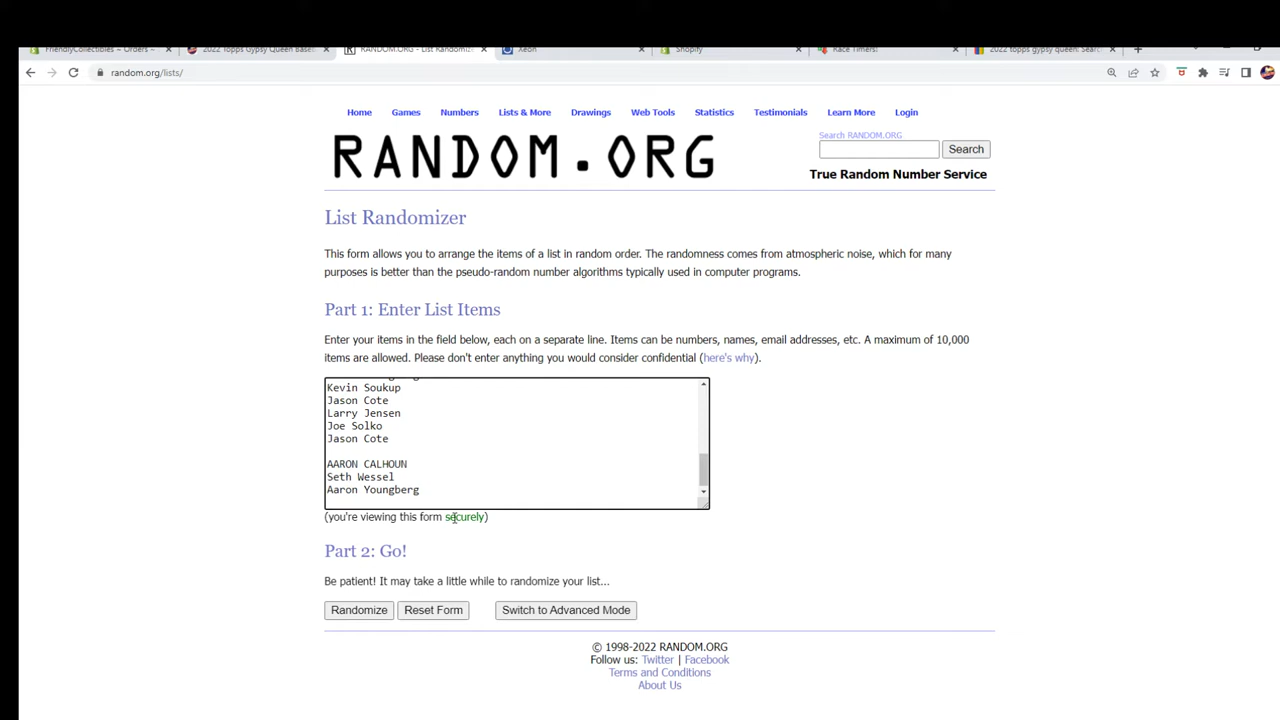 FriendlyCollectibles ~ Orders ~
2022 Topps Gypsy Queen Baseb
RANDOM.ORG - List Randomize
Xeon
Shopify
Race Timers!
2022 topps gypsy queen: Searc
random.org/lists/
Home
Games
Numbers
Lists & More
Drawings
Web Tools
Statistics
Testimonials
Learn More
Login
RANDOM.ORG
Search RANDOM.ORG
Search
True Random Number Service
List Randomizer
This form allows you to arrange the items of a list in random order. The randomness comes from atmospheric noise, which for many
purposes is better than the pseudo-random number algorithms typically used in computer programs.
Part 1: Enter List Items
Enter your items in the field below, each on a separate line. Items can be numbers, names, email addresses, etc. A maximum of 10,000
items are allowed. Please don't enter anything you would consider confidential (here's why).
Kevin Soukup
Jason Cote
Larry Jensen
Joe Solko
Jason Cote
AARON CALHOUN
Seth Wessel
Aaron Youngberg
(you're viewing this form securely)
Part 2: Go!
Be patient! It may take a little while to randomize your list...
Randomize
Reset Form
Switch to Advanced Mode
© 1998-2022 RANDOM.ORG
Follow us: Twitter | Facebook
Terms and Conditions
About Us